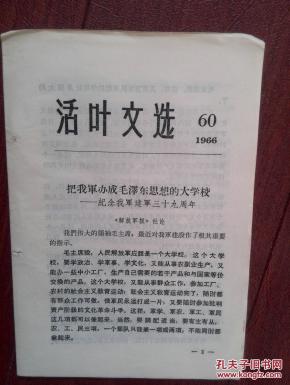 活叶文选 60
1966
把我軍办成毛澤东思想的大学校
——紀念我軍建軍三十九周年
《解放軍报》社論
我們伟大的領袖毛主席，最近对我軍建設作了极其重要
的指示。
毛主席說，人民解放軍应該是一个大学校。这个大学
校，要学政治、学軍事、学文化。又能从事农副业生产。又
能办一些中小工厂，生产自己需要的若干产品和与国家等价
交换的产品。这个大学校，又能从事群众工作，参加工厂、
农村的社会主义教育运动；社会主义教育运动完了，随时都
有群众工作可做，使軍民永远打成一片；又要随时参加批判
资产阶级的文化革命斗争。这样，軍学、軍农、軍工、軍民
这几項都可以兼起来。当然，要調配适当，要有主有从，
农、工、民三項，一个部队只能兼一項或两項，不能同时都
兼起来。
— 1 —